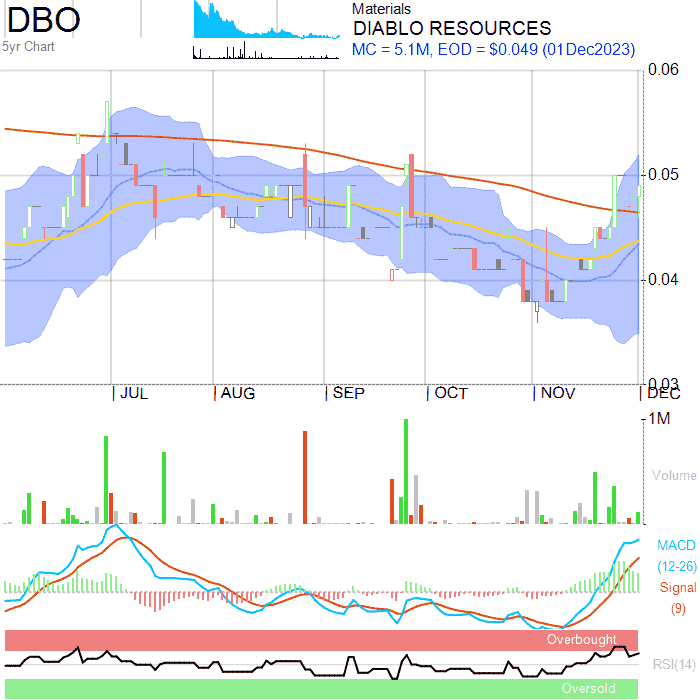 DBO
5yr Chart
Materials
DIABLO RESOURCES
MC = 5.1M, EOD = $0.049 (01Dec2023)
0.06
0.05
0.04
0.03
JUL AUG SEP OCT NOV DEC
1M
Volume
MACD
(12-26)
Signal
(9)
Overbought
RSI(14)
Oversold